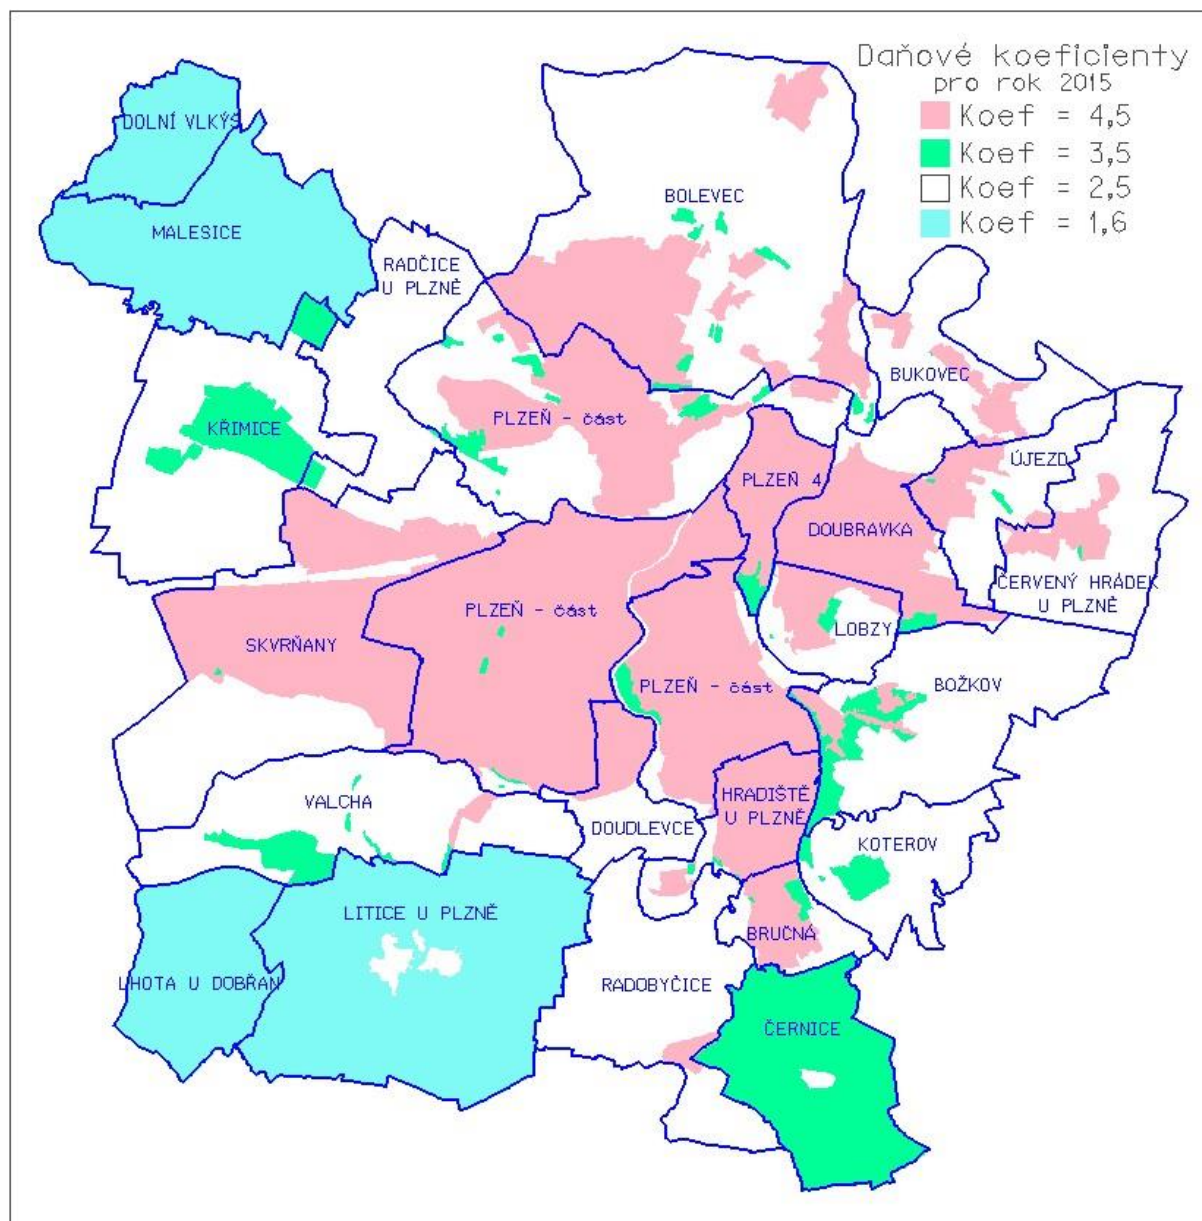 Daňové koeficienty
pro rok 2015
Koef = 4,5
Koef = 3,5
Koef = 2,5
Koef = 1,6
DOLNÍ VLKÝŠ
MALESICE
BOLEVEC
RADČICE
U PLZNĚ
BUKOVEC
KŘIMICE
PLZEŇ - část
ÚJEZD
PLZEŇ 4
DOUBRAVKA
ČERVENÝ HRÁDEK
U PLZNĚ
PLZEŇ - část
LOBZY
SKVRŇANY
PLZEŇ - část
BOŽKOV
HRADIŠTĚ
U PLZNĚ
VALCHA
DOUDLEVCE
KOTEROV
LITICE U PLZNĚ
BRUČNÁ
LHOTA U DOBŘAN
RADOBYČICE
ČERNICE